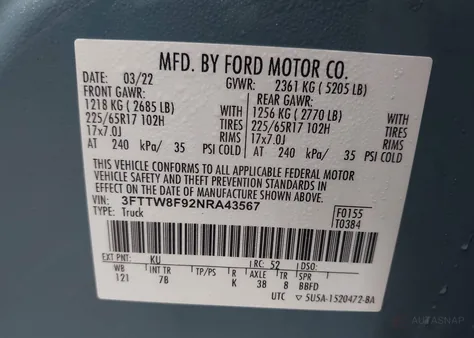 MFD. BY FORD MOTOR CO.
DATE: 03/22 GVWR: 2361 KG ( 5205 LB)
FRONT GAWR: REAR GAWR:
1218 KG ( 2685 LB) WITH 1256 KG ( 2770 LB) WITH
225/65R17 102H TIRES 225/65R17 102H TIRES
17x7.0J RIMS 17x7.0J RIMS
AT 240 kPa/ 35 PSI COLD AT 240 kPa/ 35 PSI COLD
THIS VEHICLE CONFORMS TO ALL APPLICABLE FEDERAL MOTOR
VEHICLE SAFETY AND THEFT PREVENTION STANDARDS IN
EFFECT ON THE DATE OF MANUFACTURE SHOWN ABOVE.
VIN: 3FTTW8F92NRA43567 F0155
TYPE: Truck T0384
EXT PNT: KU RC: 52 DSO:
WB INT TR TP/PS R AXLE TR SPR
121 7B K 38 8 BBFD
UTC ▽ 5U5A-1520472-BA
AUTASNAP